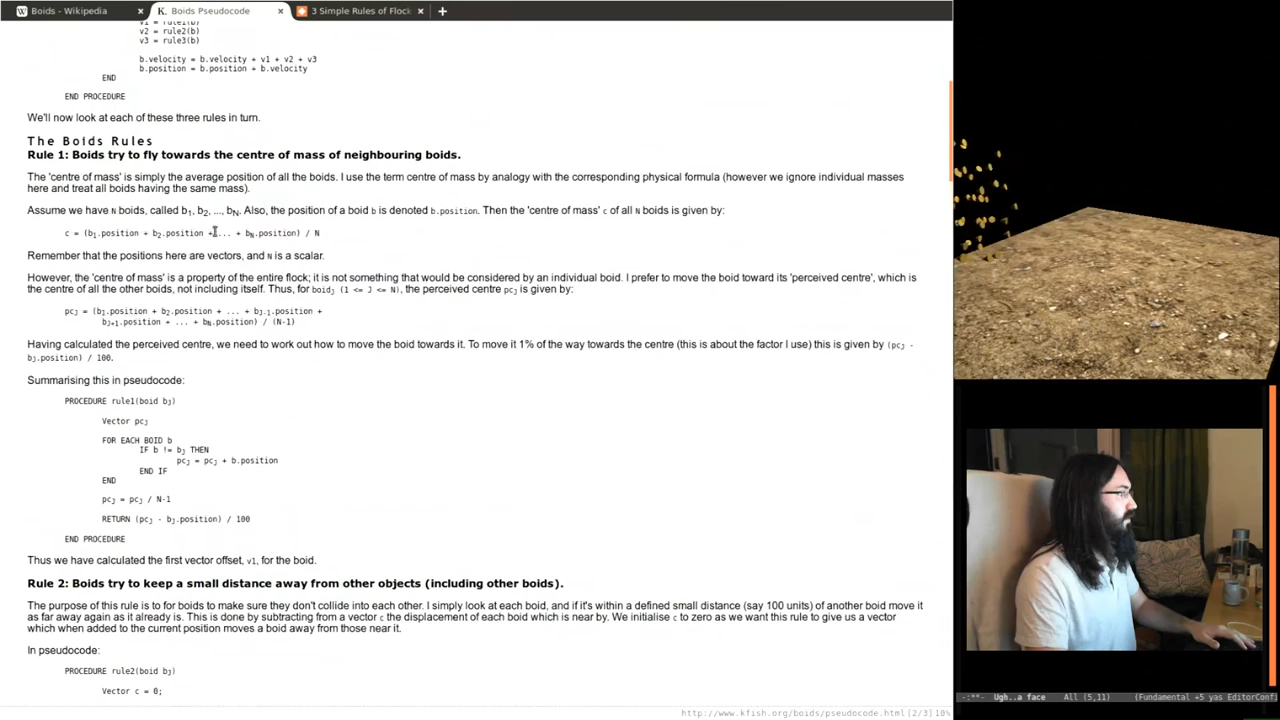 Boids - Wikipedia
Boids Pseudocode
3 Simple Rules of Flock
v1 = rule1(b)
v2 = rule2(b)
v3 = rule3(b)
b.velocity = b.velocity + v1 + v2 + v3
b.position = b.position + b.velocity
END
END PROCEDURE
We'll now look at each of these three rules in turn.
The Boids Rules
Rule 1: Boids try to fly towards the centre of mass of neighbouring boids.
The 'centre of mass' is simply the average position of all the boids. I use the term centre of mass by analogy with the corresponding physical formula (however we ignore individual masses
here and treat all boids having the same mass).
Assume we have N boids, called b1, b2, ..., bN. Also, the position of a boid b is denoted b.position. Then the 'centre of mass' c of all N boids is given by:
c = (b1.position + b2.position + ... + bN.position) / N
Remember that the positions here are vectors, and N is a scalar.
However, the 'centre of mass' is a property of the entire flock; it is not something that would be considered by an individual boid. I prefer to move the boid toward its 'perceived centre', which is
the centre of all the other boids, not including itself. Thus, for boidJ (1 <= J <= N), the perceived centre pcJ is given by:
pcJ = (b1.position + b2.position + ... + bJ-1.position +
bJ+1.position + ... + bN.position) / (N-1)
Having calculated the perceived centre, we need to work out how to move the boid towards it. To move it 1% of the way towards the centre (this is about the factor I use) this is given by (pcJ -
bJ.position) / 100.
Summarising this in pseudocode:
PROCEDURE rule1(boid bJ)
Vector pcJ
FOR EACH BOID b
IF b != bJ THEN
pcJ = pcJ + b.position
END IF
END
pcJ = pcJ / N-1
RETURN (pcJ - bJ.position) / 100
END PROCEDURE
Thus we have calculated the first vector offset, v1, for the boid.
Rule 2: Boids try to keep a small distance away from other objects (including other boids).
The purpose of this rule is to for boids to make sure they don't collide into each other. I simply look at each boid, and if it's within a defined small distance (say 100 units) of another boid move it
as far away again as it already is. This is done by subtracting from a vector c the displacement of each boid which is near by. We initialise c to zero as we want this rule to give us a vector
which when added to the current position moves a boid away from those near it.
In pseudocode:
PROCEDURE rule2(boid bJ)
Vector c = 0;
http://www.kfish.org/boids/pseudocode.html[2/3]10%
-:**- Ugh..a face All (5,11) (Fundamental +5 yas EditorConfi